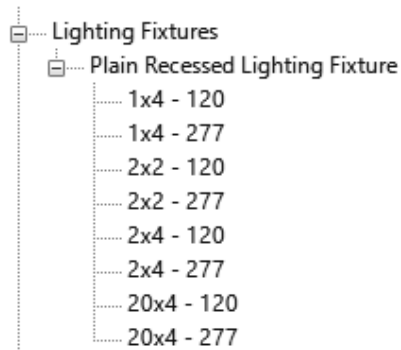 Lighting Fixtures
Plain Recessed Lighting Fixture
1x4 - 120
1x4 - 277
2x2 - 120
2x2 - 277
2x4 - 120
2x4 - 277
20x4 - 120
20x4 - 277